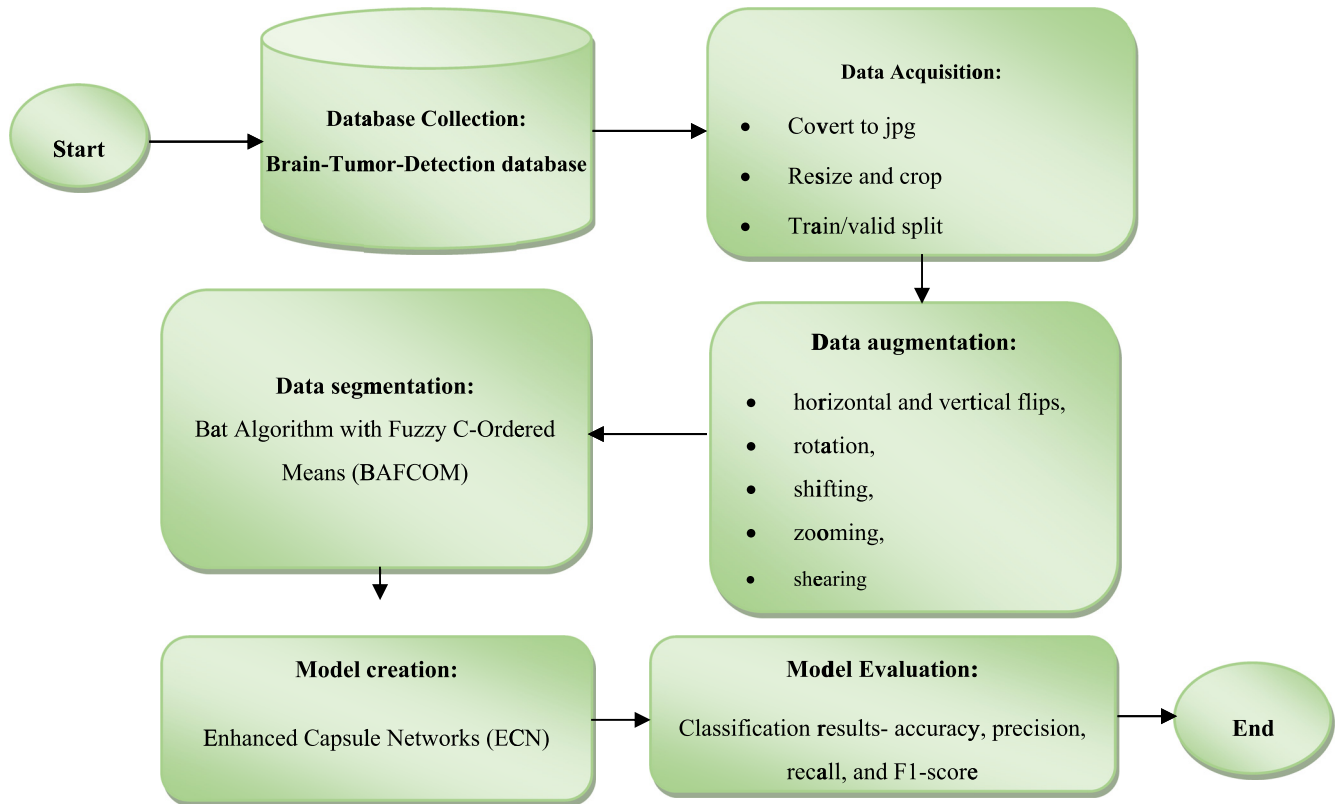 Start
Database Collection:
Brain-Tumor-Detection database
Data Acquisition:
• Covert to jpg
• Resize and crop
• Train/valid split
Data augmentation:
• horizontal and vertical flips,
• rotation,
• shifting,
• zooming,
• shearing
Data segmentation:
Bat Algorithm with Fuzzy C-Ordered
Means (BAFCOM)
Model creation:
Enhanced Capsule Networks (ECN)
Model Evaluation:
Classification results- accuracy, precision,
recall, and F1-score
End